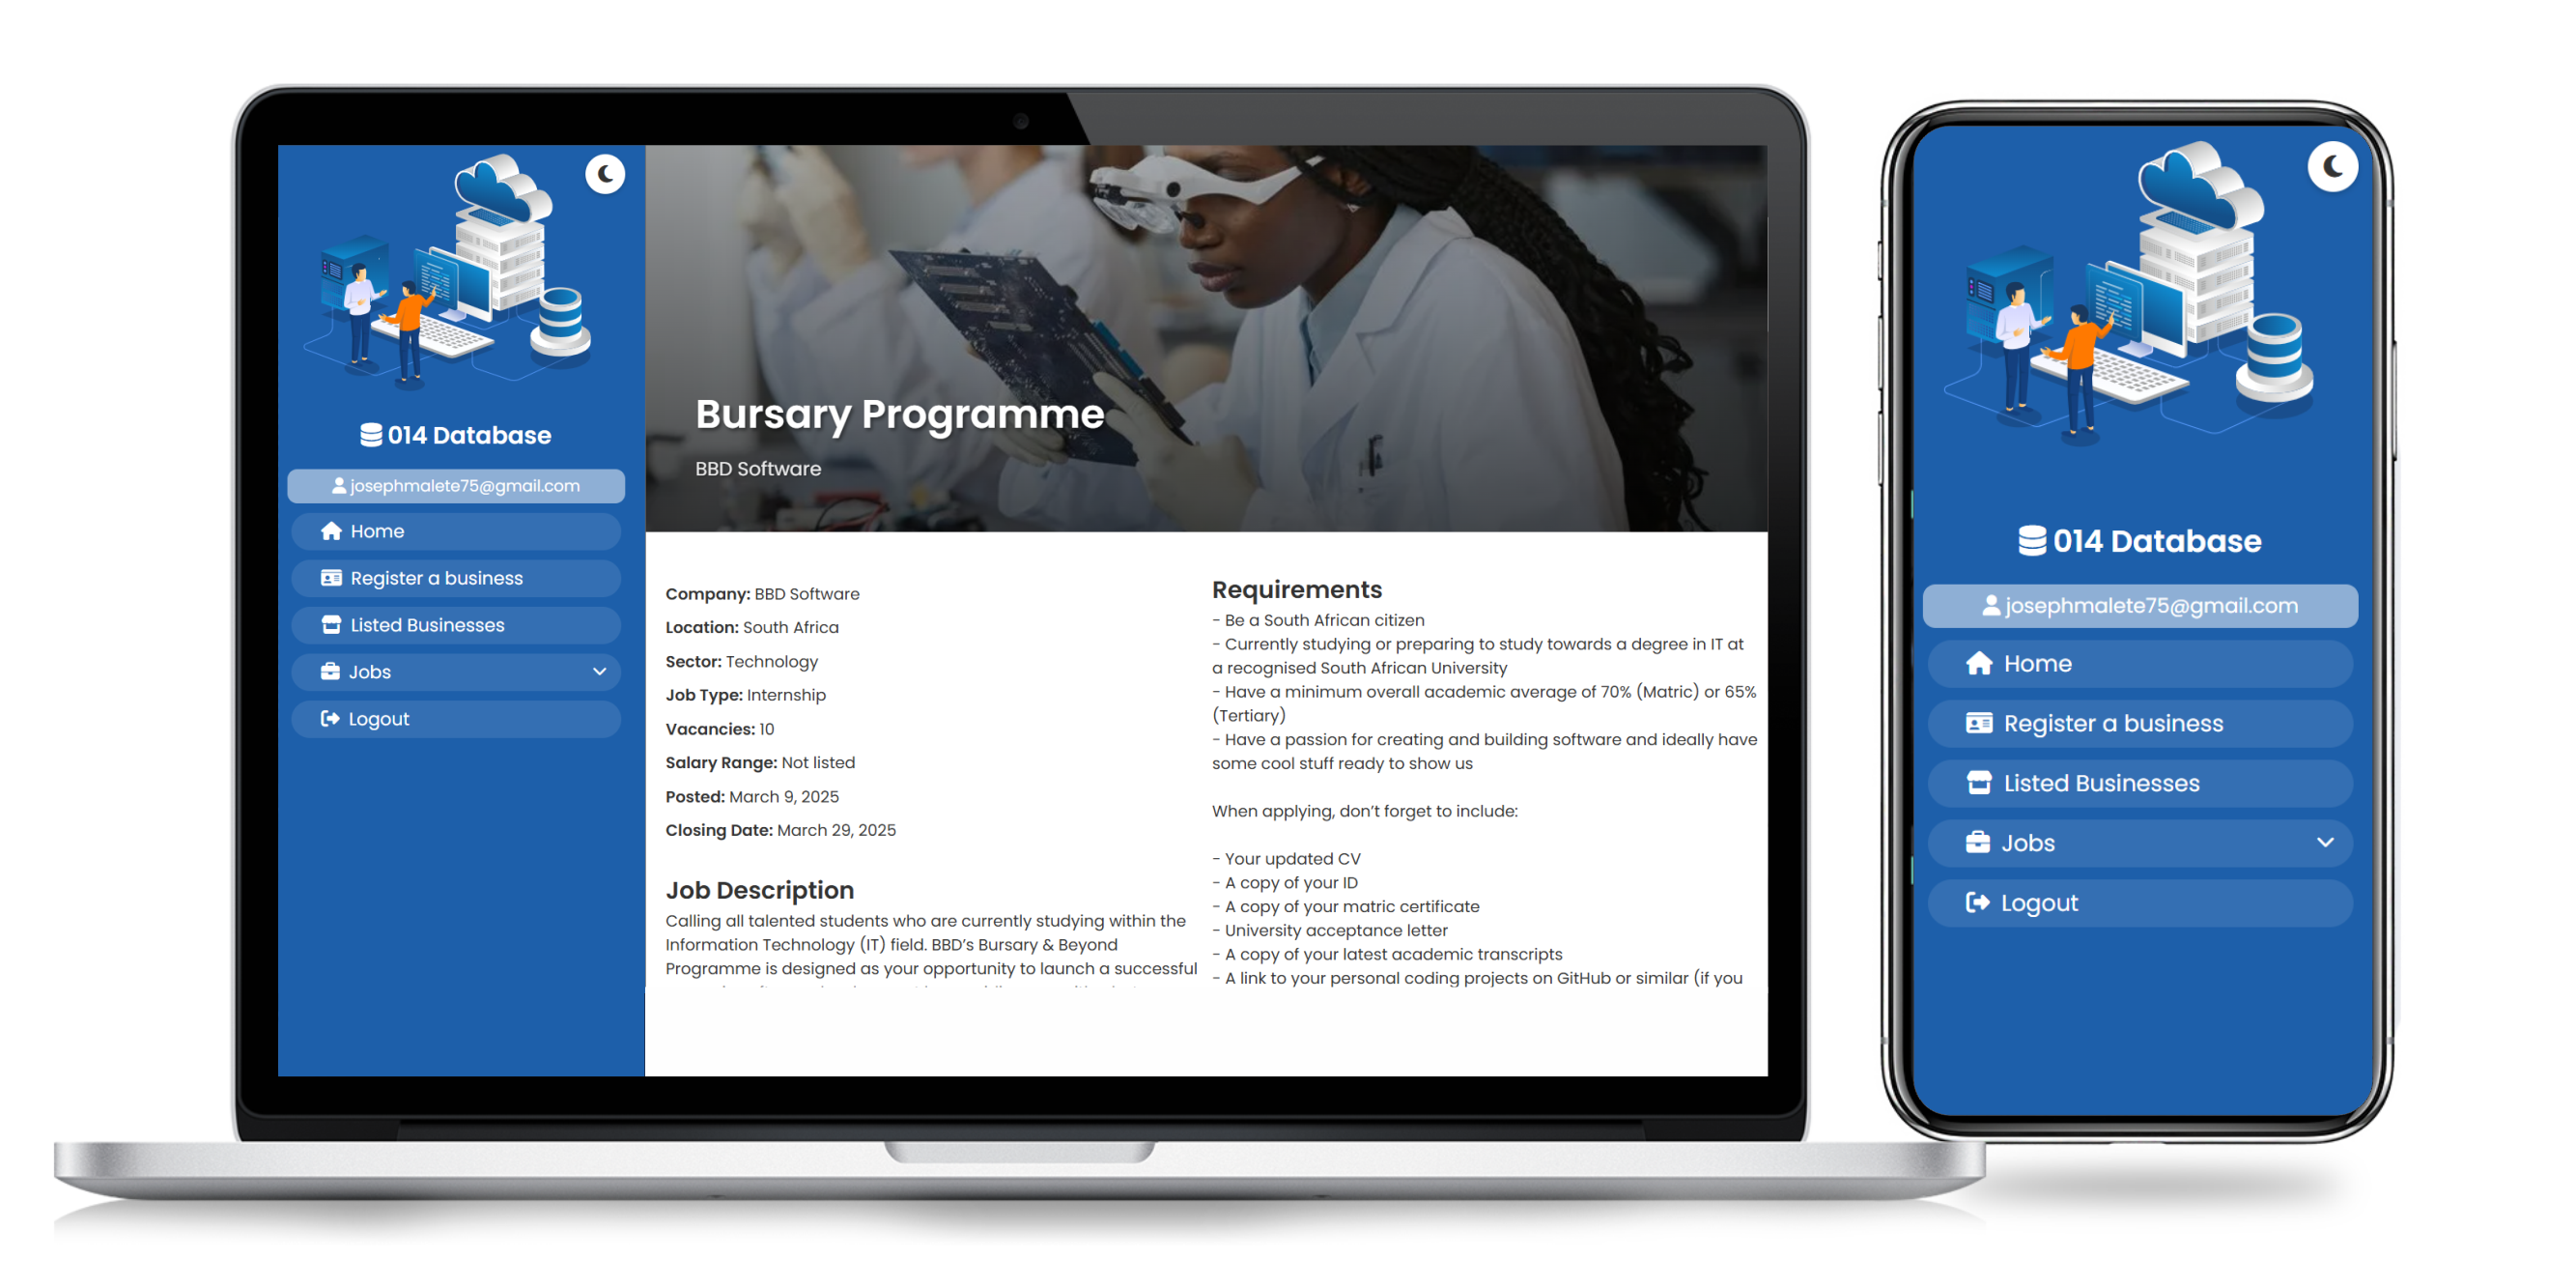 014 Database
josephmalete75@gmail.com
Home
Register a business
Listed Businesses
Jobs
Logout
Bursary Programme
BBD Software
Company: BBD Software
Location: South Africa
Sector: Technology
Job Type: Internship
Vacancies: 10
Salary Range: Not listed
Posted: March 9, 2025
Closing Date: March 29, 2025
Job Description
Calling all talented students who are currently studying within the
Information Technology (IT) field. BBD's Bursary & Beyond
Programme is designed as your opportunity to launch a successful
Requirements
- Be a South African citizen
- Currently studying or preparing to study towards a degree in IT at
a recognised South African University
- Have a minimum overall academic average of 70% (Matric) or 65%
(Tertiary)
- Have a passion for creating and building software and ideally have
some cool stuff ready to show us
When applying, don't forget to include:
- Your updated CV
- A copy of your ID
- A copy of your matric certificate
- University acceptance letter
- A copy of your latest academic transcripts
- A link to your personal coding projects on GitHub or similar (if you
014 Database
josephmalete75@gmail.com
Home
Register a business
Listed Businesses
Jobs
Logout